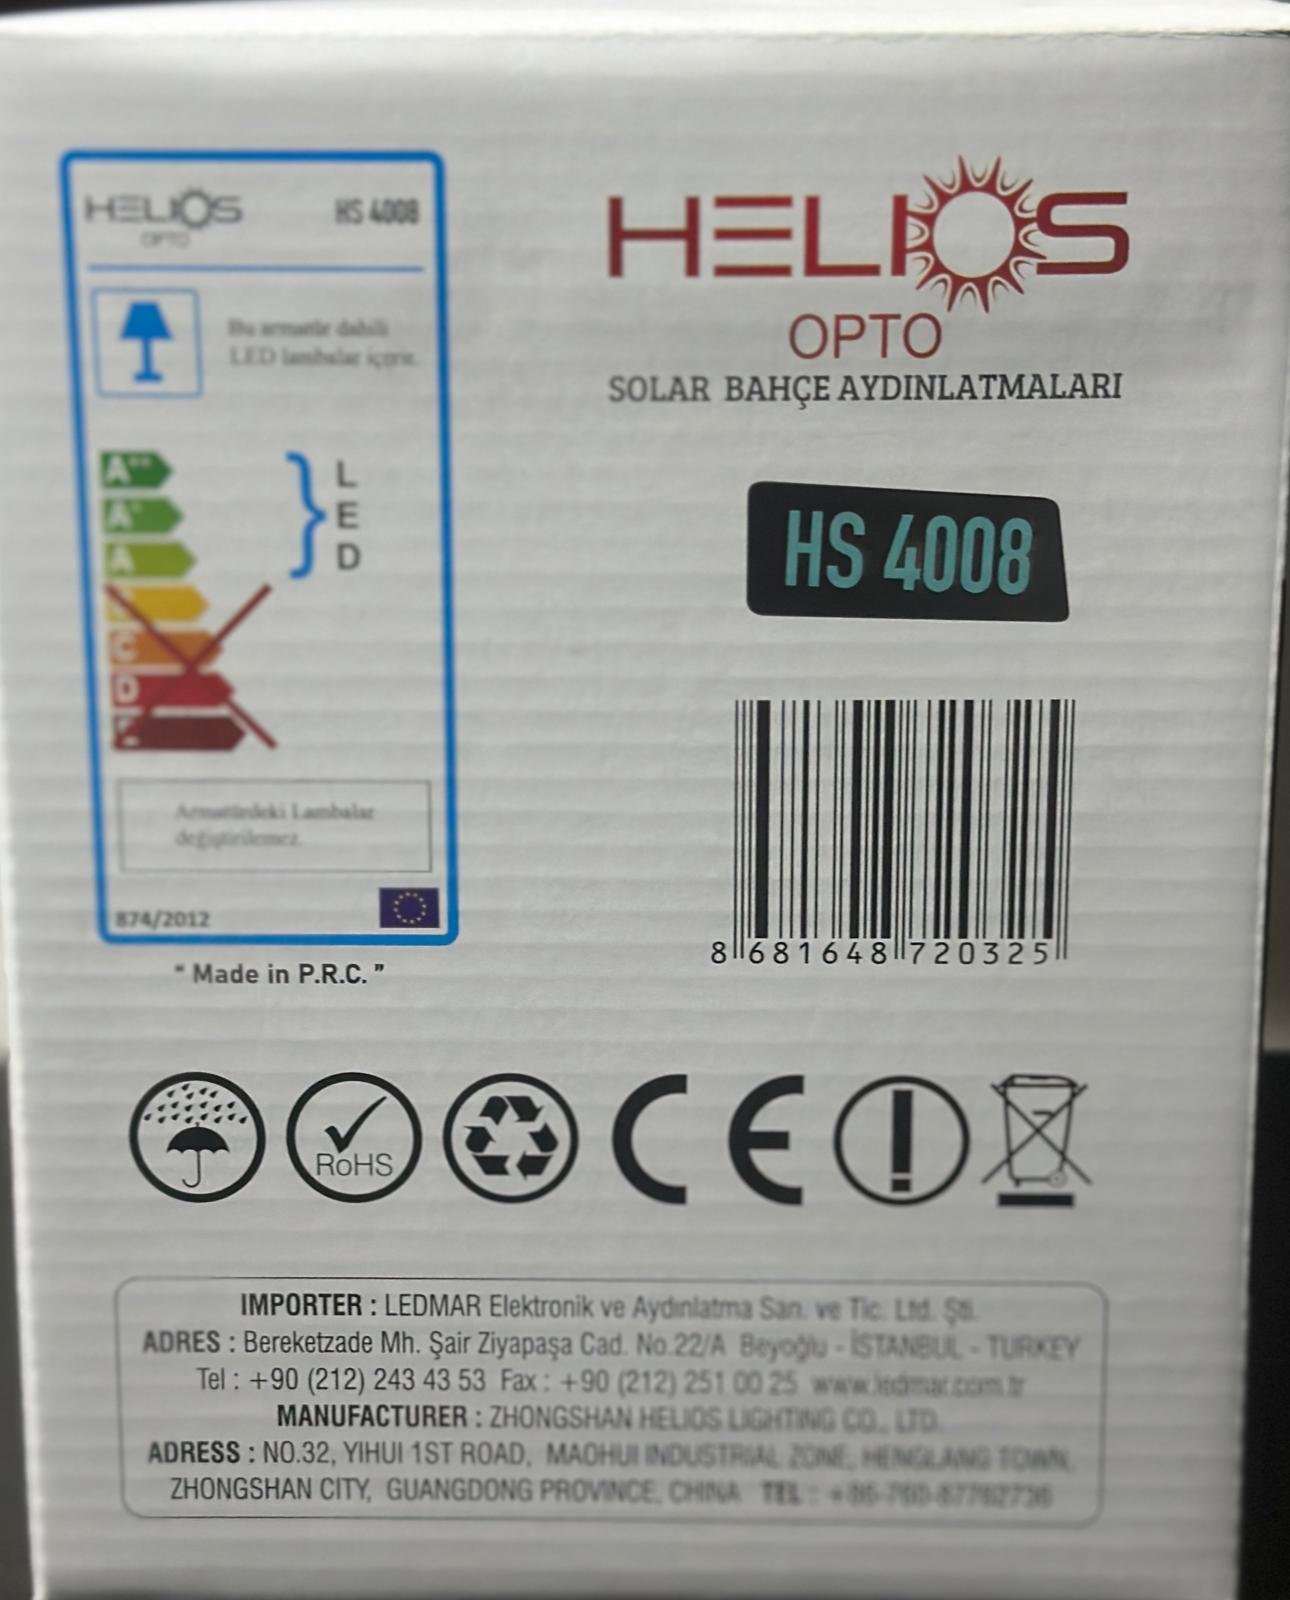 HELIOS HS 4008
OPTO
Bu armatür dahili
LED lambalar içerir.
A++
A+
A
L
E
D
C
D
Armatürdeki Lambalar
değiştirilemez.
874/2012
" Made in P.R.C. "
HELIOS
OPTO
SOLAR BAHÇE AYDINLATMALARI
HS 4008
8 681648 720325
RoHS
CE
IMPORTER : LEDMAR Elektronik ve Aydınlatma San. ve Tic. Ltd. Şti.
ADRES : Bereketzade Mh. Şair Ziyapaşa Cad. No.22/A Beyoğlu - İSTANBUL - TURKEY
Tel : +90 (212) 243 43 53 Fax : +90 (212) 251 00 25 www.ledmar.com.tr
MANUFACTURER : ZHONGSHAN HELIOS LIGHTING CO., LTD.
ADRESS : NO.32, YIHUI 1ST ROAD, MAOHUI INDUSTRIAL ZONE, HENGLANG TOWN,
ZHONGSHAN CITY, GUANGDONG PROVINCE, CHINA TEL :